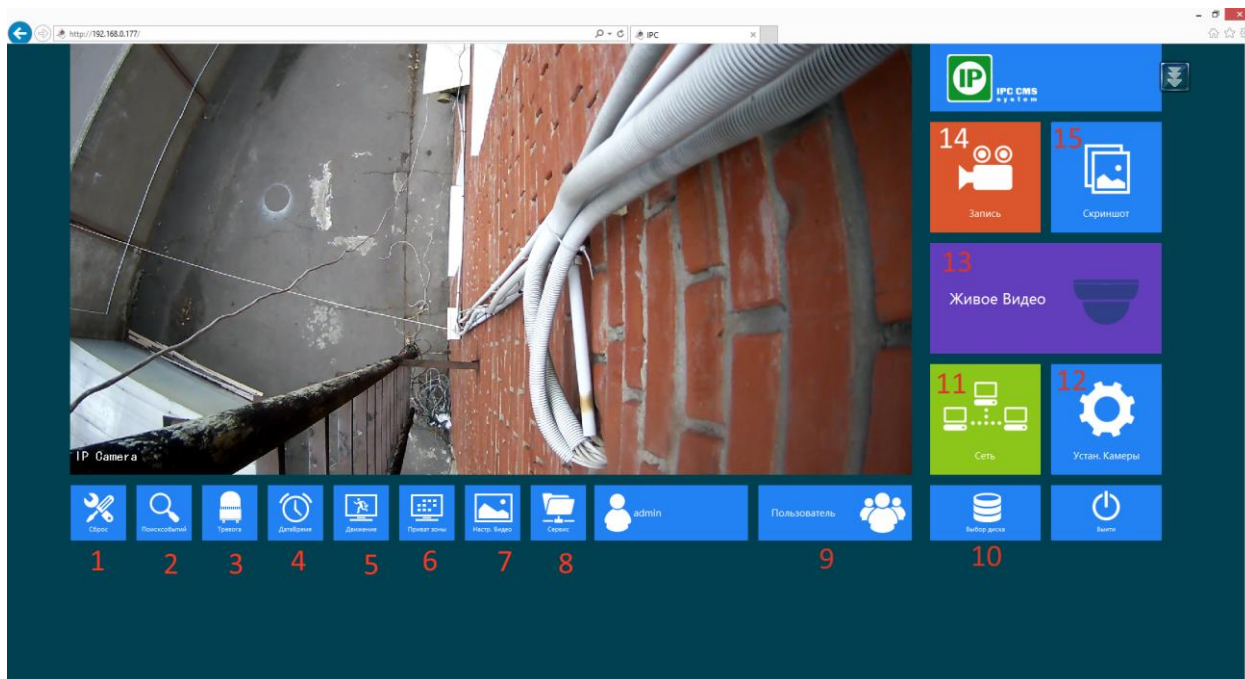 http://192.168.0.177/
IPC
IP
IPC CMS
system
14
15
Запись
Скриншот
13
Живое Видео
11
12
Сеть
Устан. Камеры
IP Camera
Сброс
Поисксобытий
Тревога
ДатаВремя
Движение
Приват зоны
Настр. Видео
Сервис
admin
Пользователь
Выбор диска
Выйти
1
2
3
4
5
6
7
8
9
10